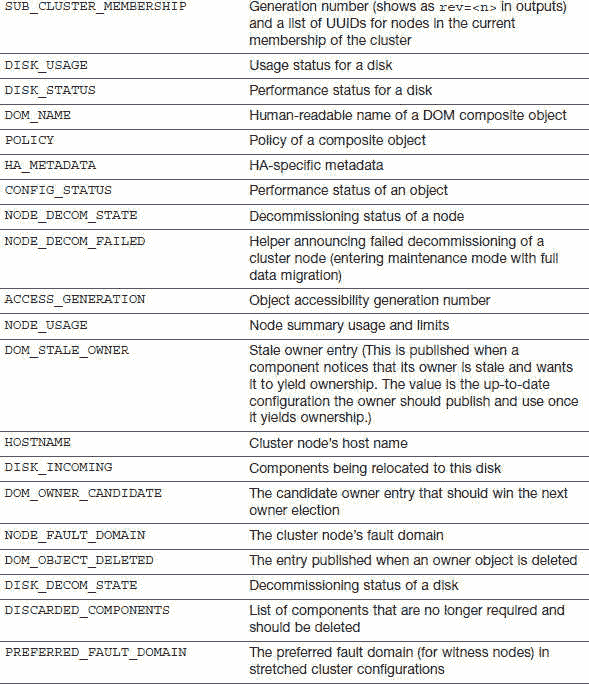 SUB_CLUSTER_MEMBERSHIP Generation number (shows as rev=<n> in outputs)
and a list of UUIDs for nodes in the current
membership of the cluster
DISK_USAGE Usage status for a disk
DISK_STATUS Performance status for a disk
DOM_NAME Human-readable name of a DOM composite object
POLICY Policy of a composite object
HA_METADATA HA-specific metadata
CONFIG_STATUS Performance status of an object
NODE_DECOM_STATE Decommissioning status of a node
NODE_DECOM_FAILED Helper announcing failed decommissioning of a
cluster node (entering maintenance mode with full
data migration)
ACCESS_GENERATION Object accessibility generation number
NODE_USAGE Node summary usage and limits
DOM_STALE_OWNER Stale owner entry (This is published when a
component notices that its owner is stale and wants
it to yield ownership. The value is the up-to-date
configuration the owner should publish and use once
it yields ownership.)
HOSTNAME Cluster node's host name
DISK_INCOMING Components being relocated to this disk
DOM_OWNER_CANDIDATE The candidate owner entry that should win the next
owner election
NODE_FAULT_DOMAIN The cluster node's fault domain
DOM_OBJECT_DELETED The entry published when an owner object is deleted
DISK_DECOM_STATE Decommissioning status of a disk
DISCARDED_COMPONENTS List of components that are no longer required and
should be deleted
PREFERRED_FAULT_DOMAIN The preferred fault domain (for witness nodes) in
stretched cluster configurations